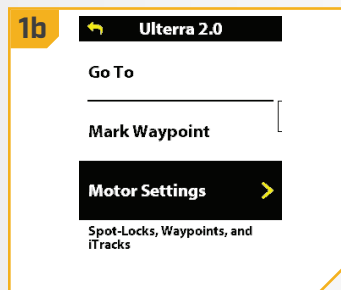 1b
Ulterra 2.0
Go To
Mark Waypoint
Motor Settings
Spot-Locks, Waypoints, and
iTracks